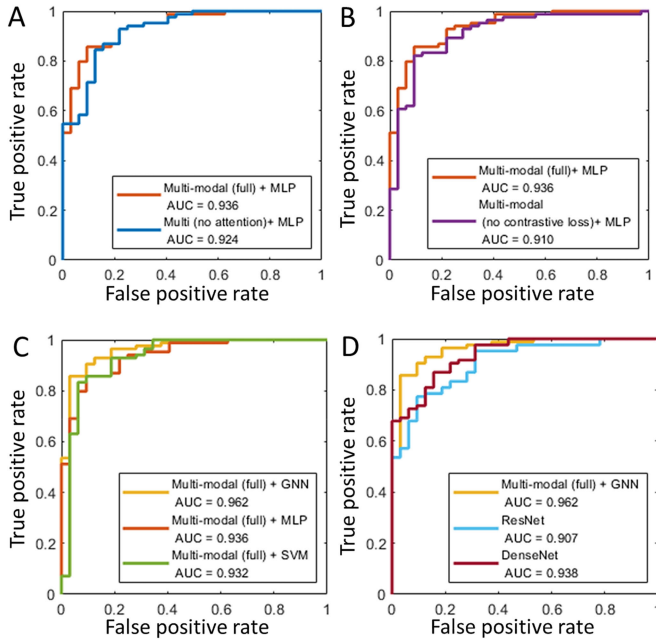 A
True positive rate
1
0.8
0.6
0.4
0.2
0
Multi-modal (full) + MLP
AUC = 0.936
Multi (no attention)+ MLP
AUC = 0.924
0 0.2 0.4 0.6 0.8 1
False positive rate
B
True positive rate
1
0.8
0.6
0.4
0.2
0
Multi-modal (full)+ MLP
AUC = 0.936
Multi-modal
(no contrastive loss)+ MLP
AUC = 0.910
0 0.2 0.4 0.6 0.8 1
False positive rate
C
True positive rate
1
0.8
0.6
0.4
0.2
0
Multi-modal (full) + GNN
AUC = 0.962
Multi-modal (full) + MLP
AUC = 0.936
Multi-modal (full) + SVM
AUC = 0.932
0 0.2 0.4 0.6 0.8 1
False positive rate
D
True positive rate
1
0.8
0.6
0.4
0.2
0
Multi-modal (full) + GNN
AUC = 0.962
ResNet
AUC = 0.907
DenseNet
AUC = 0.938
0 0.2 0.4 0.6 0.8 1
False positive rate